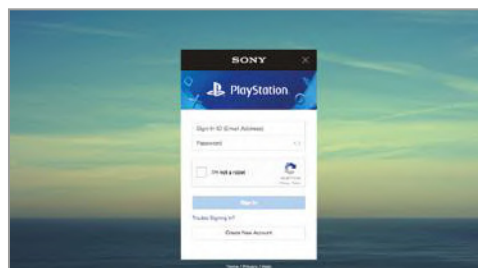 SONY
PlayStation
Sign-In ID (Email Address)
Password
I'm not a robot
Sign In
Trouble Signing In?
Create New Account